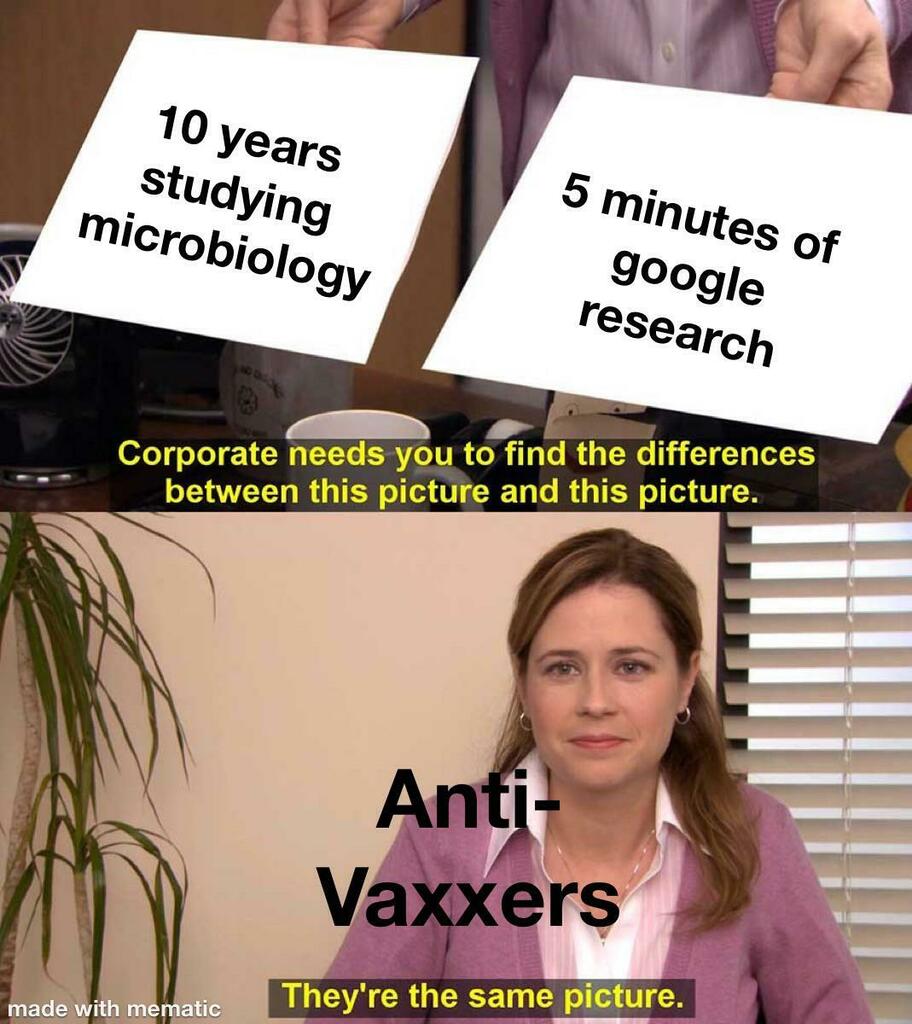 10 years
studying
microbiology
5 minutes of
google
research
Corporate needs you to find the differences
between this picture and this picture.
Anti-
Vaxxers
They're the same picture.
made with mematic